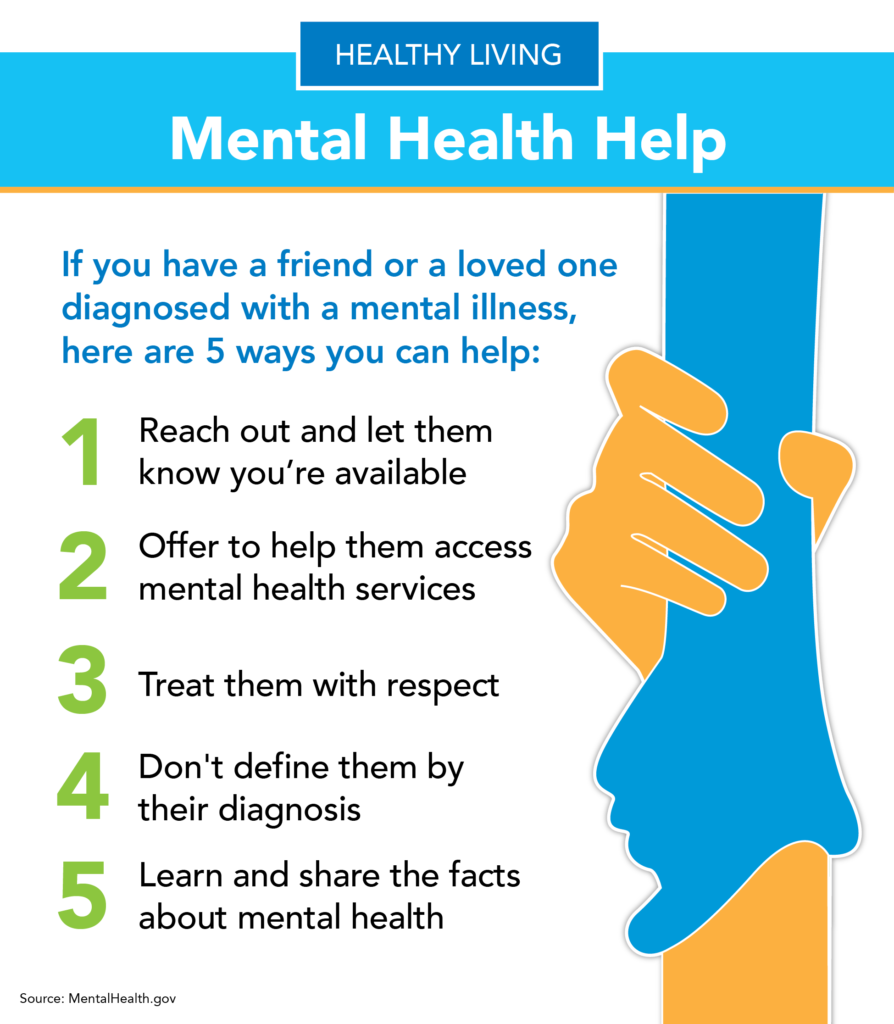 HEALTHY LIVING
Mental Health Help
If you have a friend or a loved one
diagnosed with a mental illness,
here are 5 ways you can help:
1 Reach out and let them
know you’re available
2 Offer to help them access
mental health services
3 Treat them with respect
4 Don't define them by
their diagnosis
5 Learn and share the facts
about mental health
Source: MentalHealth.gov